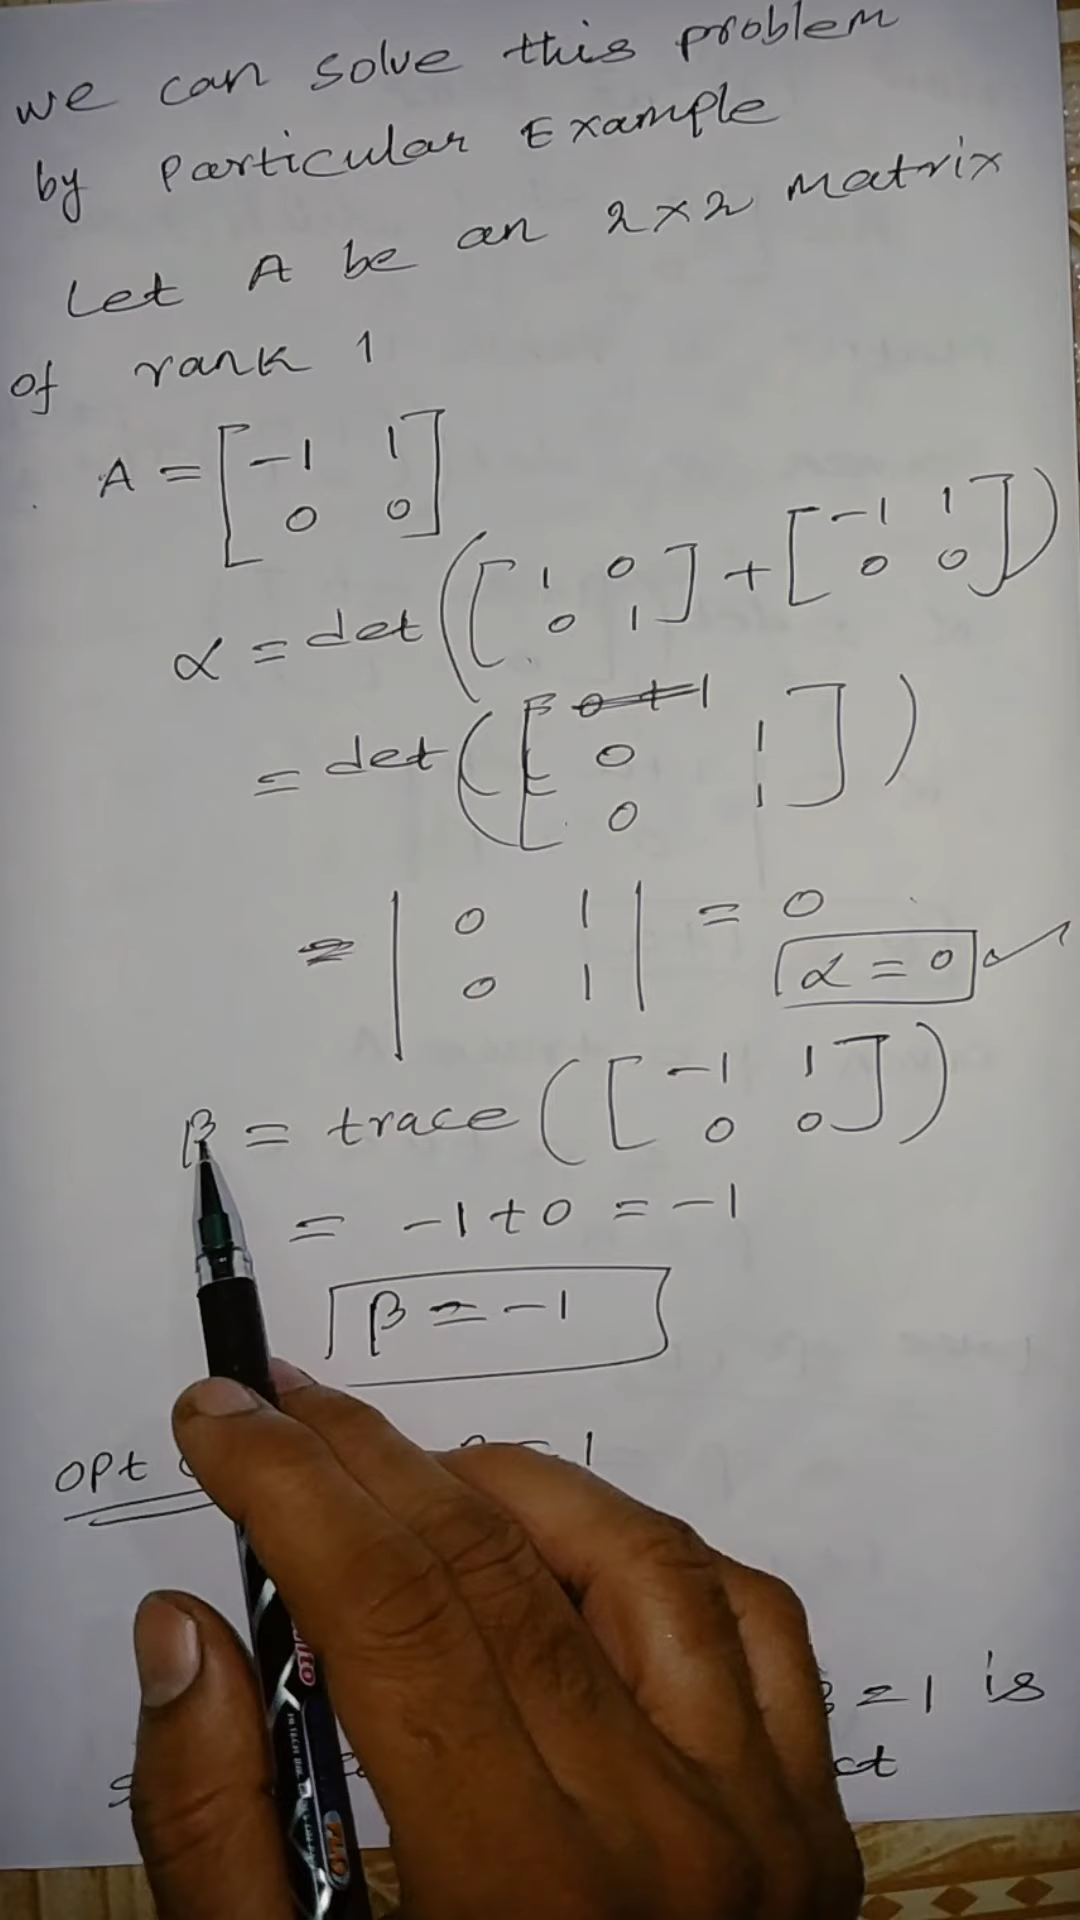 we can solve this problem
by particular Example
Let A be an 2×2 Matrix
of rank 1
A = [-1 1
0 0]
α = det([1 0
0 1] + [-1 1
0 0])
= det([0 1
0 1])
= |0 1
0 1| = 0
α = 0 ✓
β = trace([-1 1
0 0])
= -1+0 = -1
β = -1
opt = 1
β = 1 is